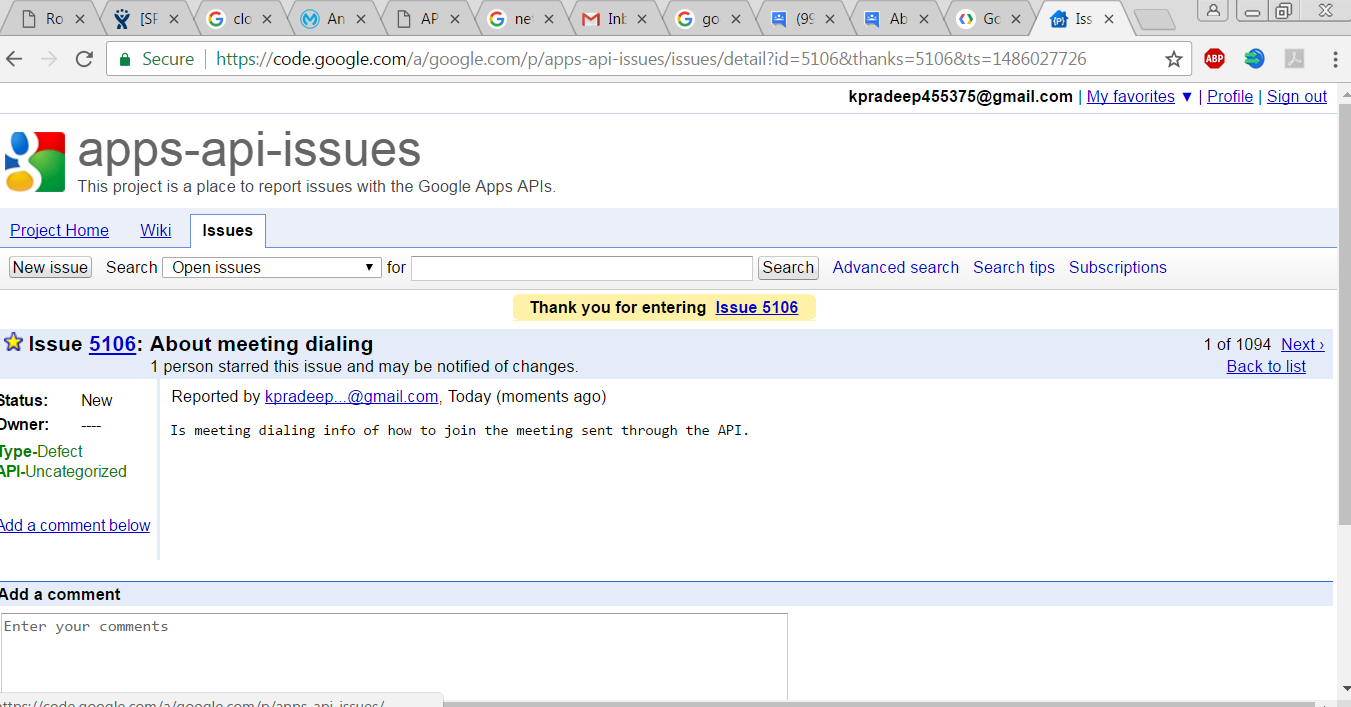 Ro [SF clo An AP net Inb go (99 Ab Go Iss
Secure https://code.google.com/a/google.com/p/apps-api-issues/issues/detail?id=5106&thanks=5106&ts=1486027726 ABP
kpradeep455375@gmail.com | My favorites ▼ | Profile | Sign out
apps-api-issues
This project is a place to report issues with the Google Apps APIs.
Project Home Wiki Issues
New issue Search Open issues for Search Advanced search Search tips Subscriptions
Thank you for entering Issue 5106
Issue 5106: About meeting dialing 1 of 1094 Next ›
1 person starred this issue and may be notified of changes. Back to list
Status: New Reported by kpradeep...@gmail.com, Today (moments ago)
Owner: ---- Is meeting dialing info of how to join the meeting sent through the API.
Type-Defect
API-Uncategorized
Add a comment below
Add a comment
Enter your comments
https://code.google.com/a/google.com/p/apps-api-issues/